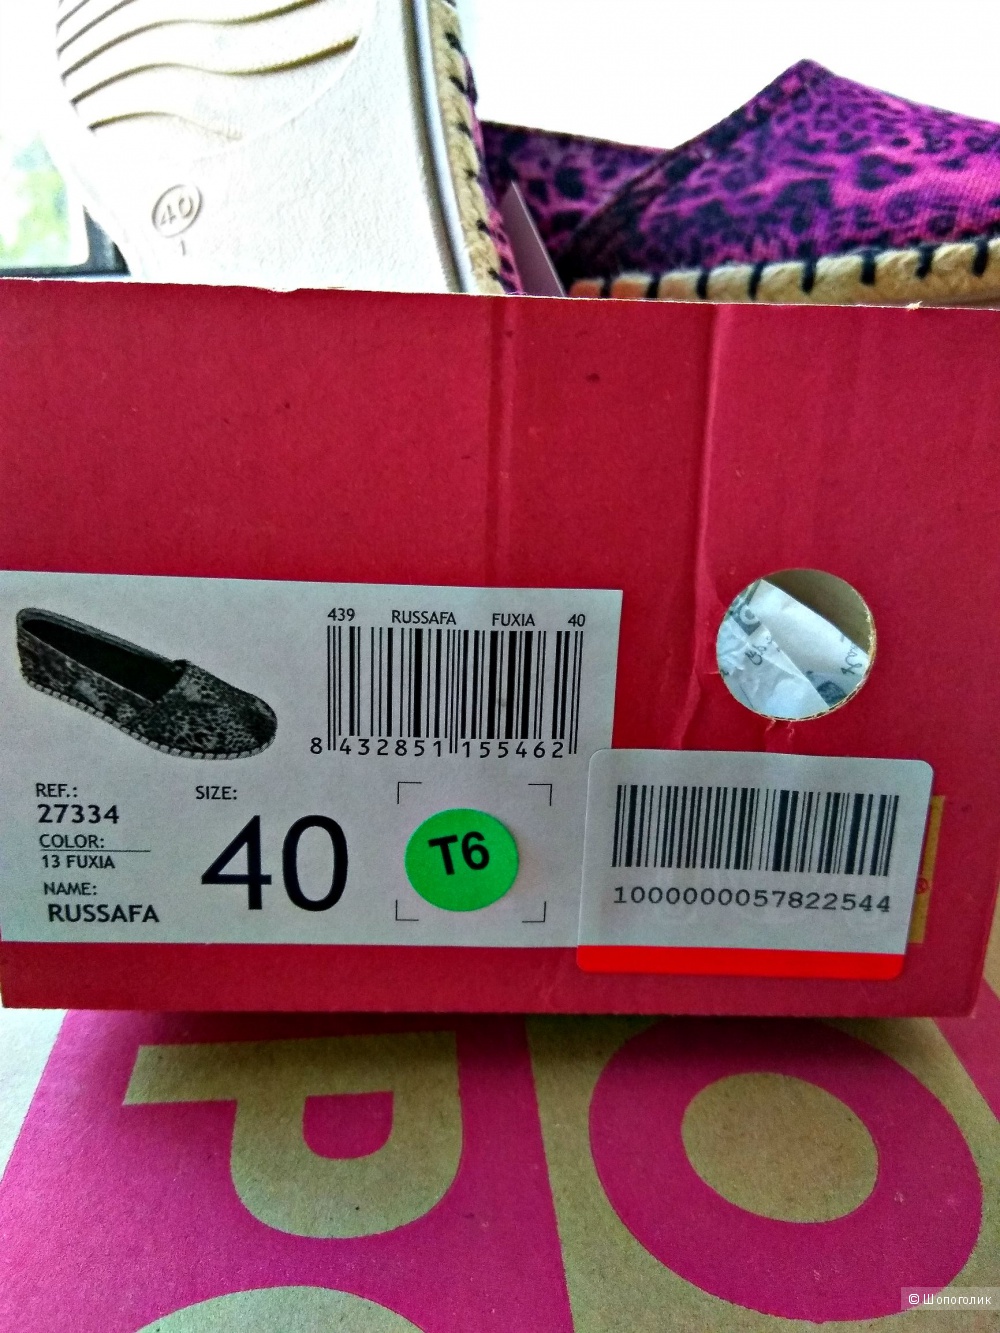 40
1
439 RUSSAFA FUXIA 40
8 432851 155462
REF.:
27334
COLOR:
13 FUXIA
NAME:
RUSSAFA
SIZE:
40
T6
1000000057822544
®
P
O
© Шопоголик